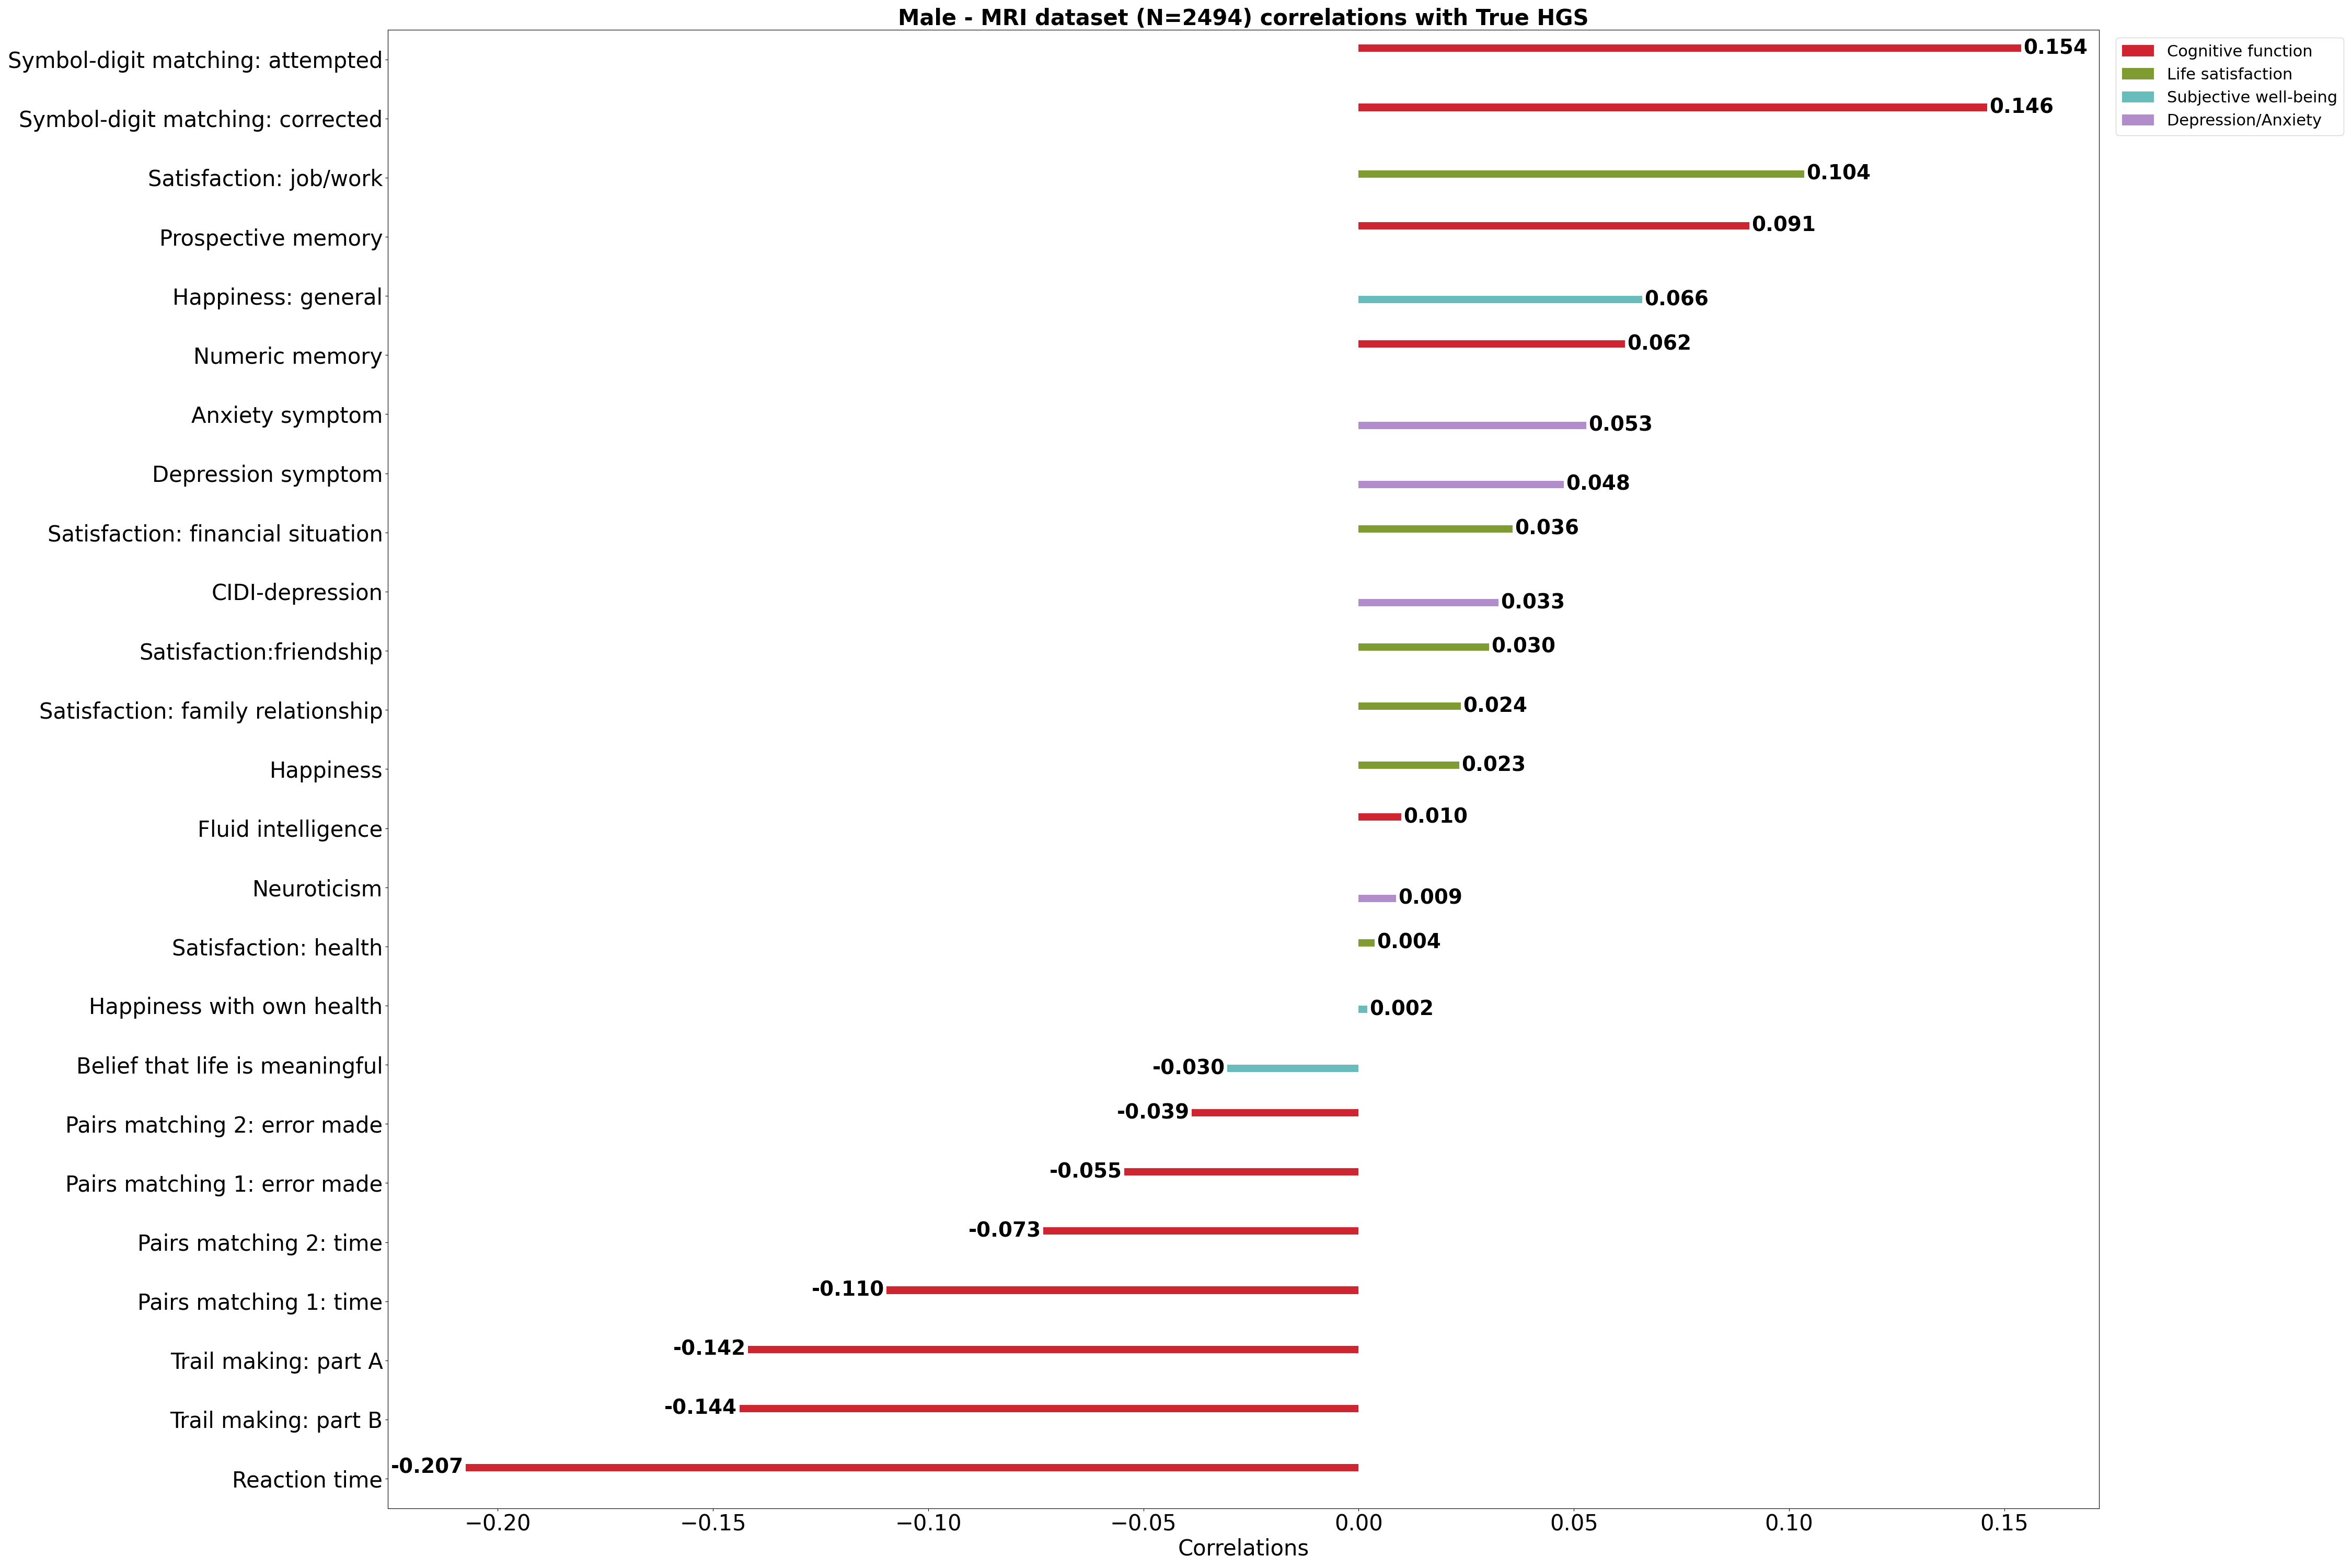 Male - MRI dataset (N=2494) correlations with True HGS
Symbol-digit matching: attempted 0.154
Symbol-digit matching: corrected 0.146
Satisfaction: job/work 0.104
Prospective memory 0.091
Happiness: general 0.066
Numeric memory 0.062
Anxiety symptom 0.053
Depression symptom 0.048
Satisfaction: financial situation 0.036
CIDI-depression 0.033
Satisfaction:friendship 0.030
Satisfaction: family relationship 0.024
Happiness 0.023
Fluid intelligence 0.010
Neuroticism 0.009
Satisfaction: health 0.004
Happiness with own health 0.002
Belief that life is meaningful -0.030
Pairs matching 2: error made -0.039
Pairs matching 1: error made -0.055
Pairs matching 2: time -0.073
Pairs matching 1: time -0.110
Trail making: part A -0.142
Trail making: part B -0.144
Reaction time -0.207
−0.20 −0.15 −0.10 −0.05 0.00 0.05 0.10 0.15
Correlations
Cognitive function
Life satisfaction
Subjective well-being
Depression/Anxiety